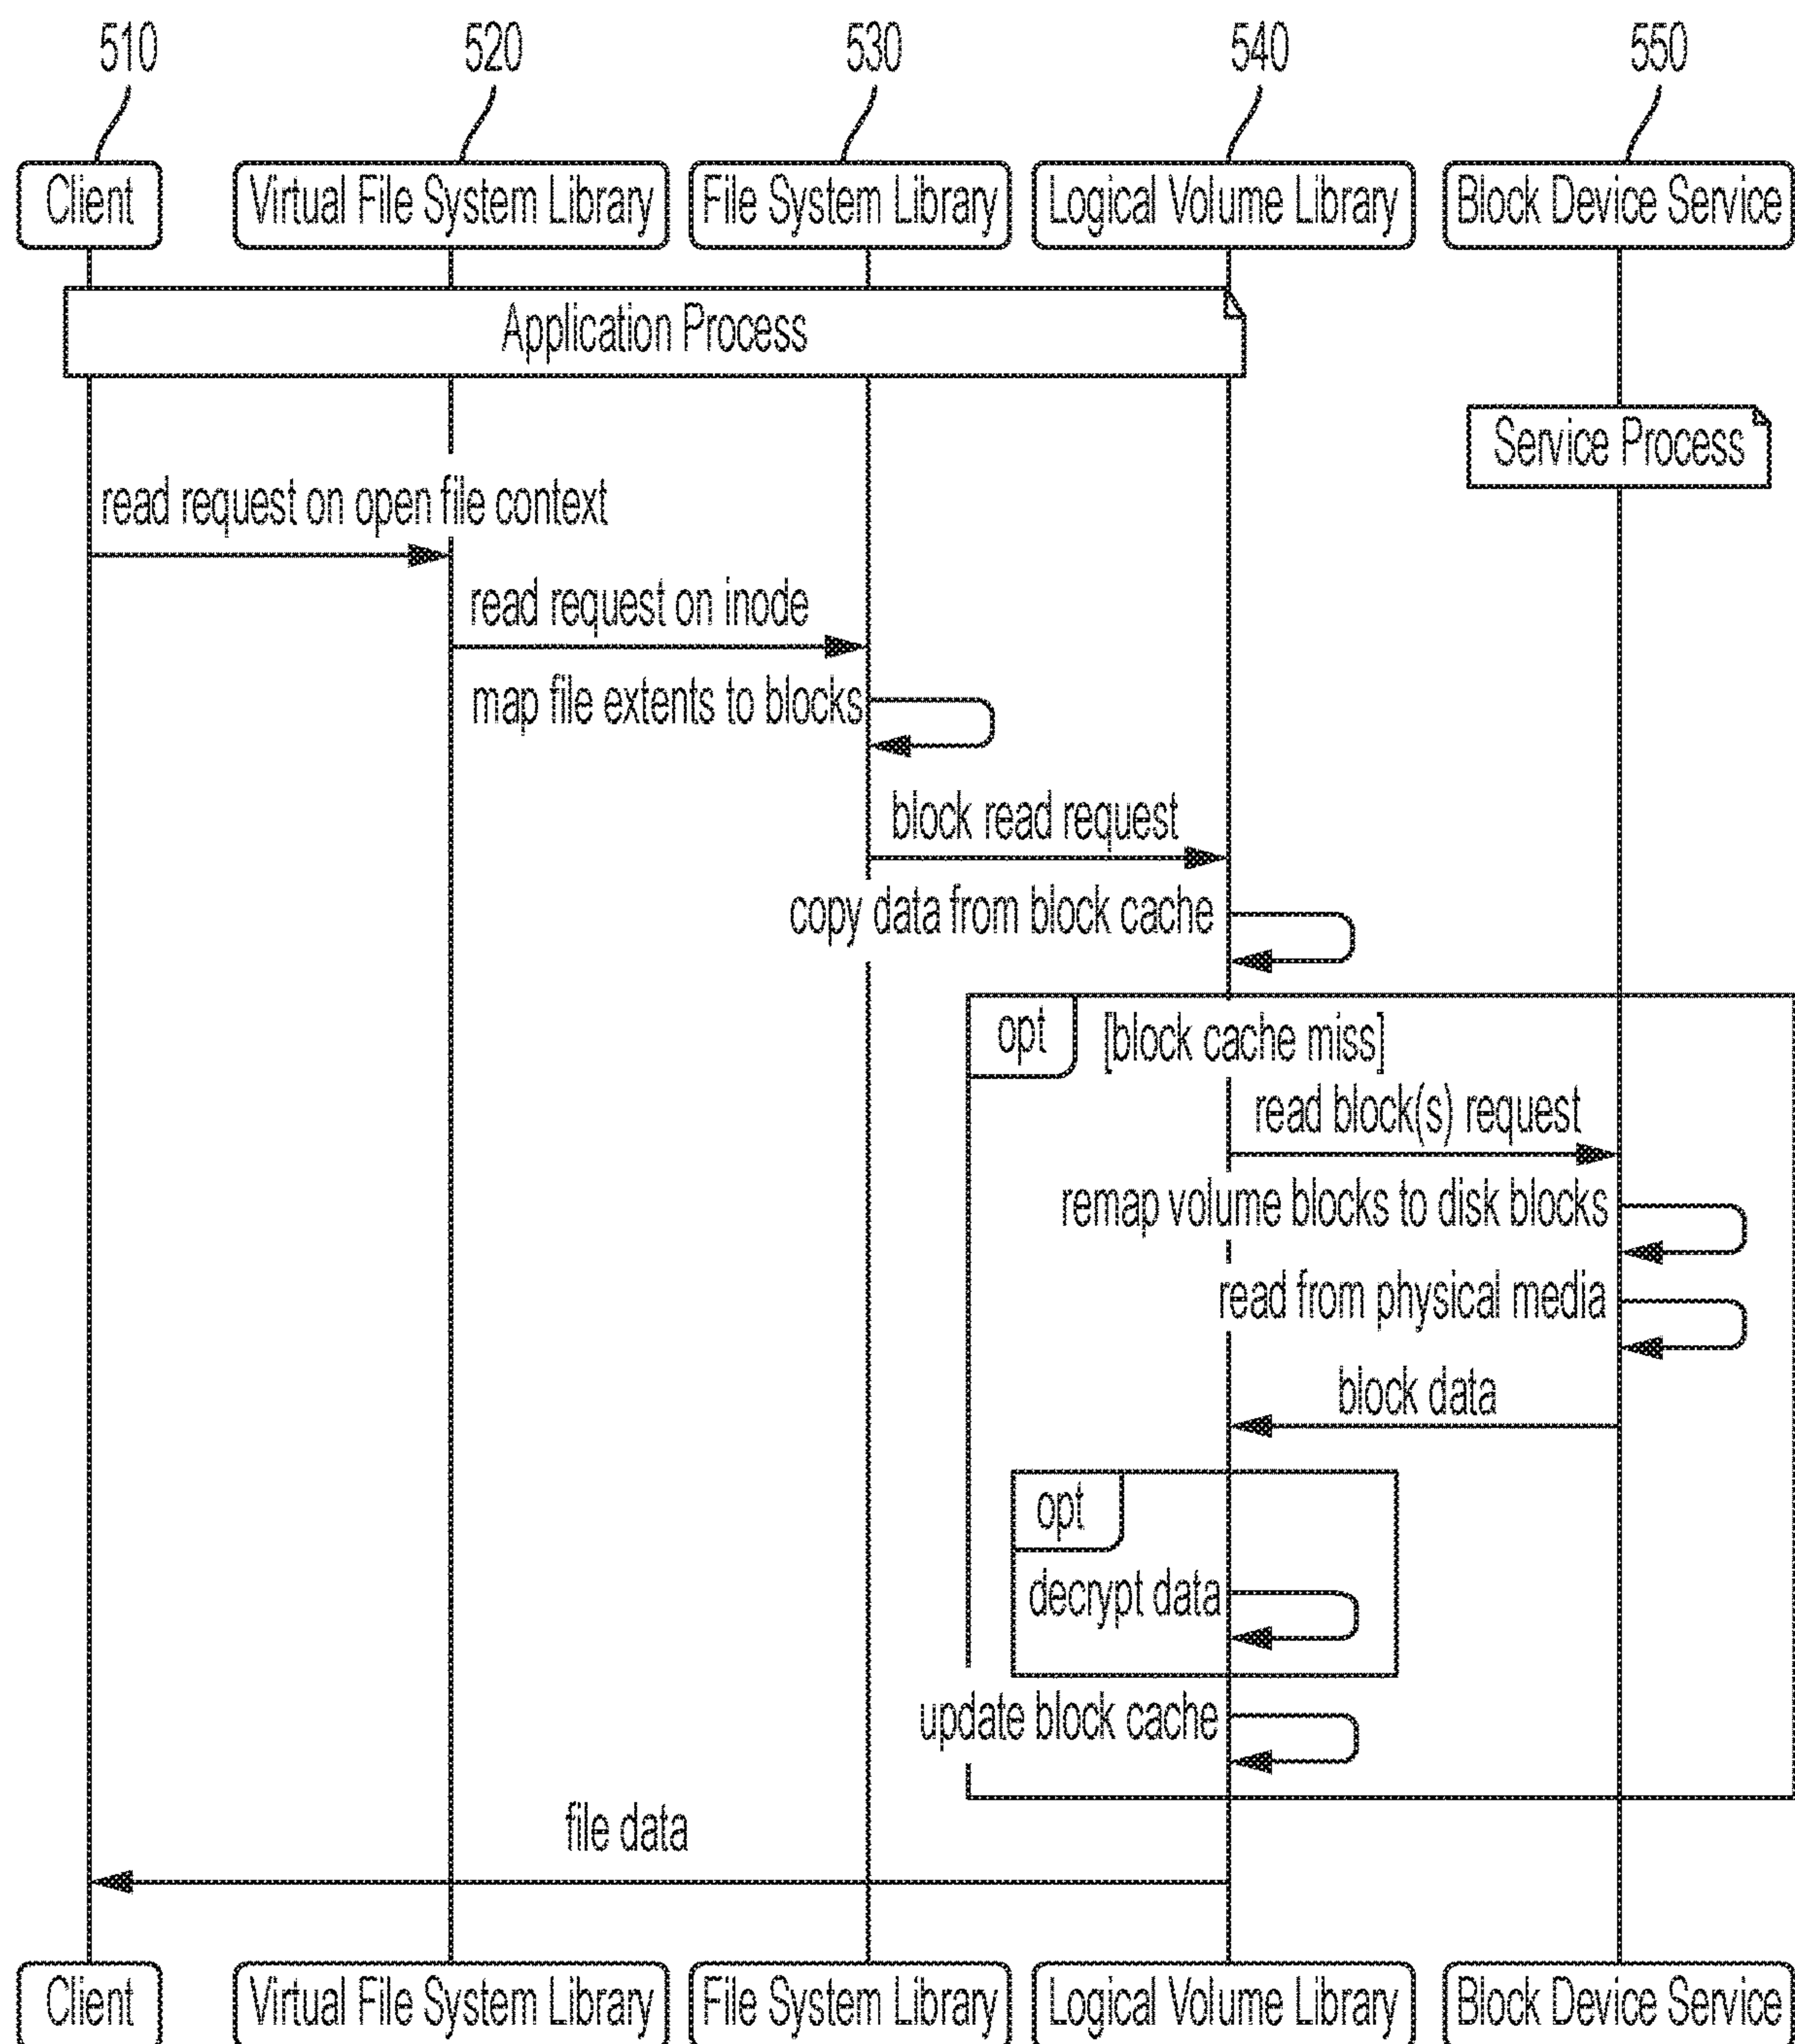 510
520
530
540
550
Client
Virtual File System Library
File System Library
Logical Volume Library
Block Device Service
Application Process
Service Process
read request on open file context
read request on inode
map file extents to blocks
block read request
copy data from block cache
opt
[block cache miss]
read block(s) request
remap volume blocks to disk blocks
read from physical media
block data
opt
decrypt data
update block cache
file data
Client
Virtual File System Library
File System Library
Logical Volume Library
Block Device Service